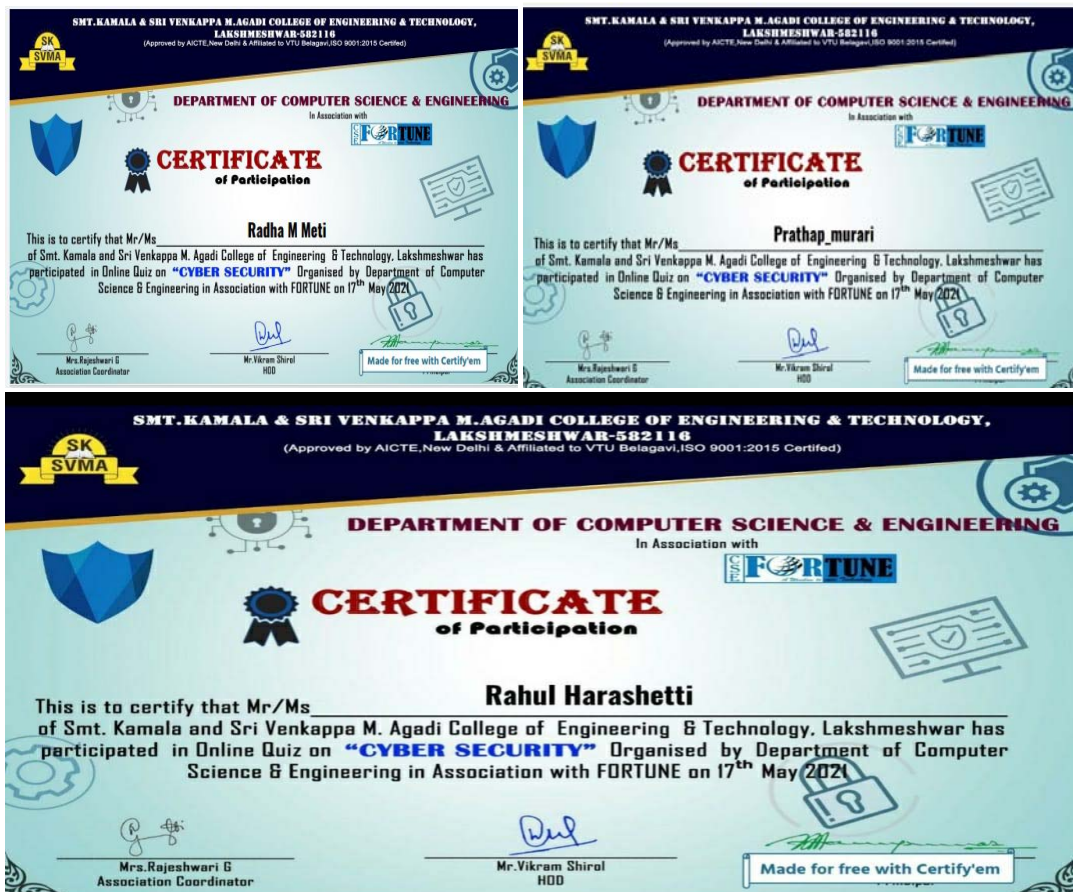 SMT.KAMALA & SRI VENKAPPA M.AGADI COLLEGE OF ENGINEERING & TECHNOLOGY,
LAKSHMESHWAR-582116
(Approved by AICTE,New Delhi & Affiliated to VTU Belagavi,ISO 9001:2015 Certifed)
SK
SVMA
DEPARTMENT OF COMPUTER SCIENCE & ENGINEERING
In Association with
CSE FORTUNE
CERTIFICATE
of Participation
Radha M Meti
This is to certify that Mr/Ms
of Smt. Kamala and Sri Venkappa M. Agadi College of Engineering & Technology, Lakshmeshwar has
participated in Online Quiz on “CYBER SECURITY” Organised by Department of Computer
Science & Engineering in Association with FORTUNE on 17th May 2021
Mrs.Rajeshwari G
Association Coordinator
Mr.Vikram Shirol
HOD
Made for free with Certify'em
SMT.KAMALA & SRI VENKAPPA M.AGADI COLLEGE OF ENGINEERING & TECHNOLOGY,
LAKSHMESHWAR-582116
(Approved by AICTE,New Delhi & Affiliated to VTU Belagavi,ISO 9001:2015 Certifed)
SK
SVMA
DEPARTMENT OF COMPUTER SCIENCE & ENGINEERING
In Association with
CSE FORTUNE
CERTIFICATE
of Participation
Prathap_murari
This is to certify that Mr/Ms
of Smt. Kamala and Sri Venkappa M. Agadi College of Engineering & Technology, Lakshmeshwar has
participated in Online Quiz on “CYBER SECURITY” Organised by Department of Computer
Science & Engineering in Association with FORTUNE on 17th May 2021
Mrs.Rajeshwari G
Association Coordinator
Mr.Vikram Shirol
HOD
Made for free with Certify'em
SMT.KAMALA & SRI VENKAPPA M.AGADI COLLEGE OF ENGINEERING & TECHNOLOGY,
LAKSHMESHWAR-582116
(Approved by AICTE,New Delhi & Affiliated to VTU Belagavi,ISO 9001:2015 Certifed)
SK
SVMA
DEPARTMENT OF COMPUTER SCIENCE & ENGINEERING
In Association with
CSE FORTUNE
CERTIFICATE
of Participation
Rahul Harashetti
This is to certify that Mr/Ms
of Smt. Kamala and Sri Venkappa M. Agadi College of Engineering & Technology, Lakshmeshwar has
participated in Online Quiz on “CYBER SECURITY” Organised by Department of Computer
Science & Engineering in Association with FORTUNE on 17th May 2021
Mrs.Rajeshwari G
Association Coordinator
Mr.Vikram Shirol
HOD
Made for free with Certify'em